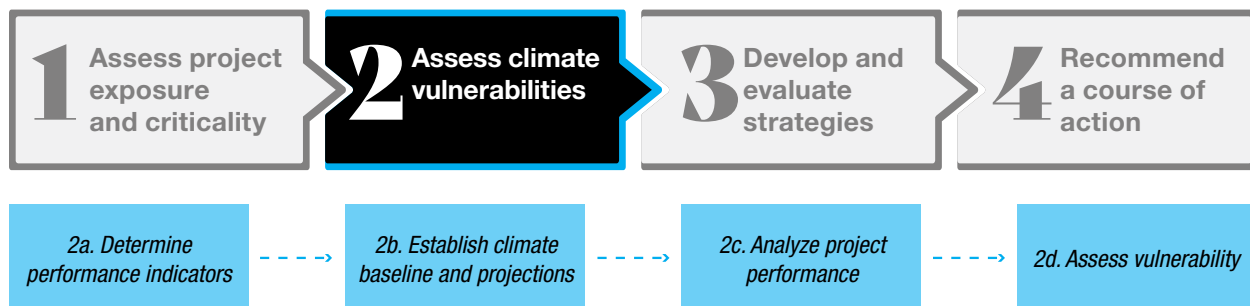 1
Assess project
exposure
and criticality
2
Assess climate
vulnerabilities
3
Develop and
evaluate
strategies
4
Recommend
a course of
action
2a. Determine
performance indicators
2b. Establish climate
baseline and projections
2c. Analyze project
performance
2d. Assess vulnerability